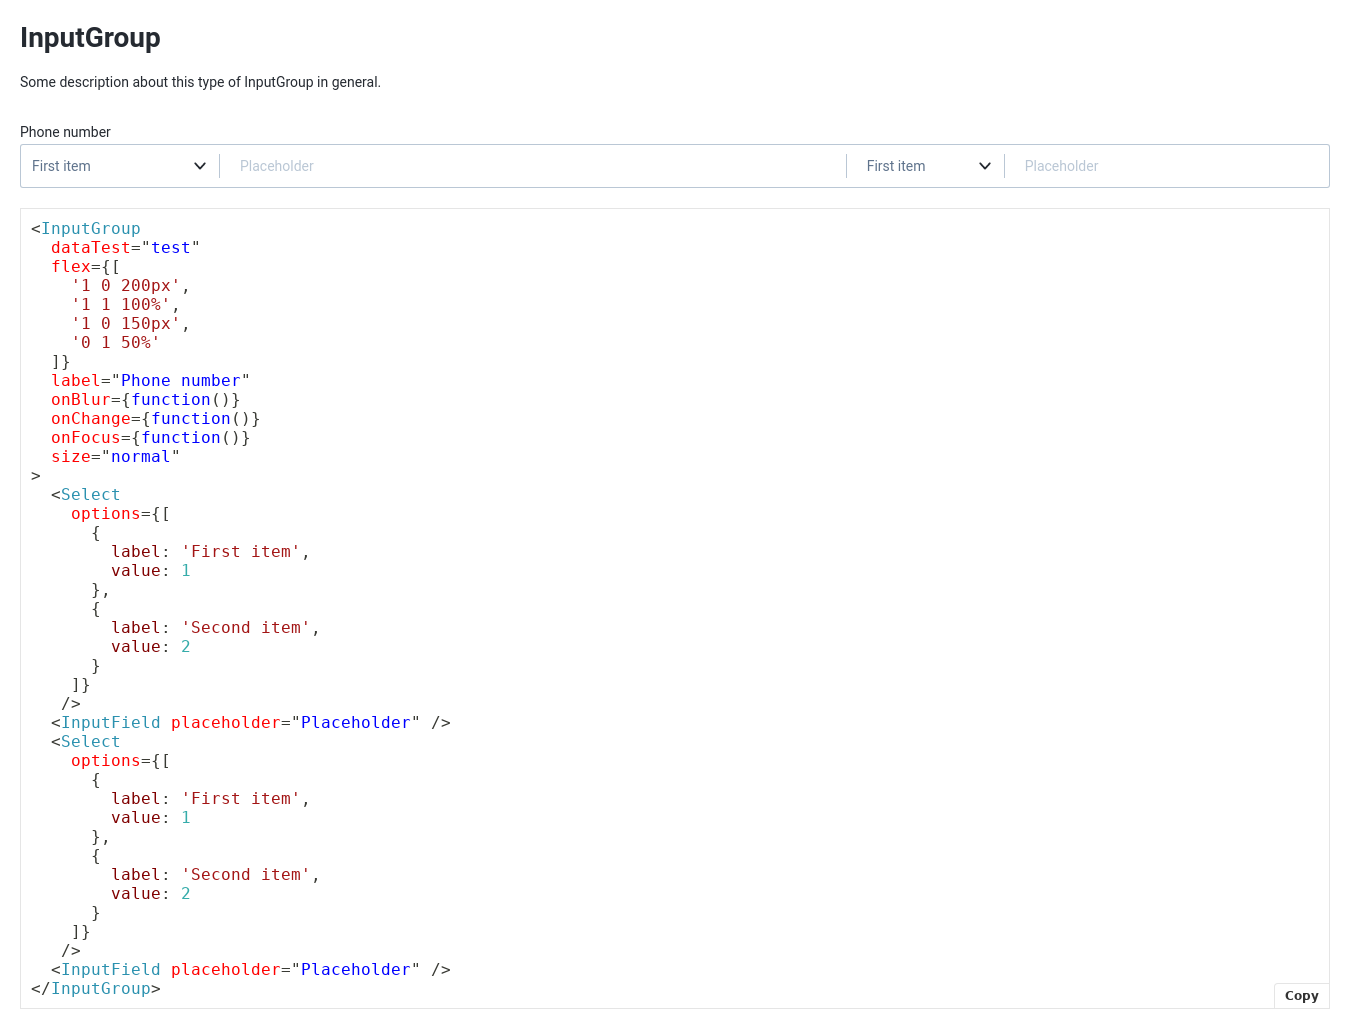 InputGroup
Some description about this type of InputGroup in general.
Phone number
First item Placeholder First item Placeholder
<InputGroup
  dataTest="test"
  flex={[
    '1 0 200px',
    '1 1 100%',
    '1 0 150px',
    '0 1 50%'
  ]}
  label="Phone number"
  onBlur={function()}
  onChange={function()}
  onFocus={function()}
  size="normal"
>
  <Select
    options={[
      {
        label: 'First item',
        value: 1
      },
      {
        label: 'Second item',
        value: 2
      }
    ]}
   />
  <InputField placeholder="Placeholder" />
  <Select
    options={[
      {
        label: 'First item',
        value: 1
      },
      {
        label: 'Second item',
        value: 2
      }
    ]}
   />
  <InputField placeholder="Placeholder" />
</InputGroup>
Copy